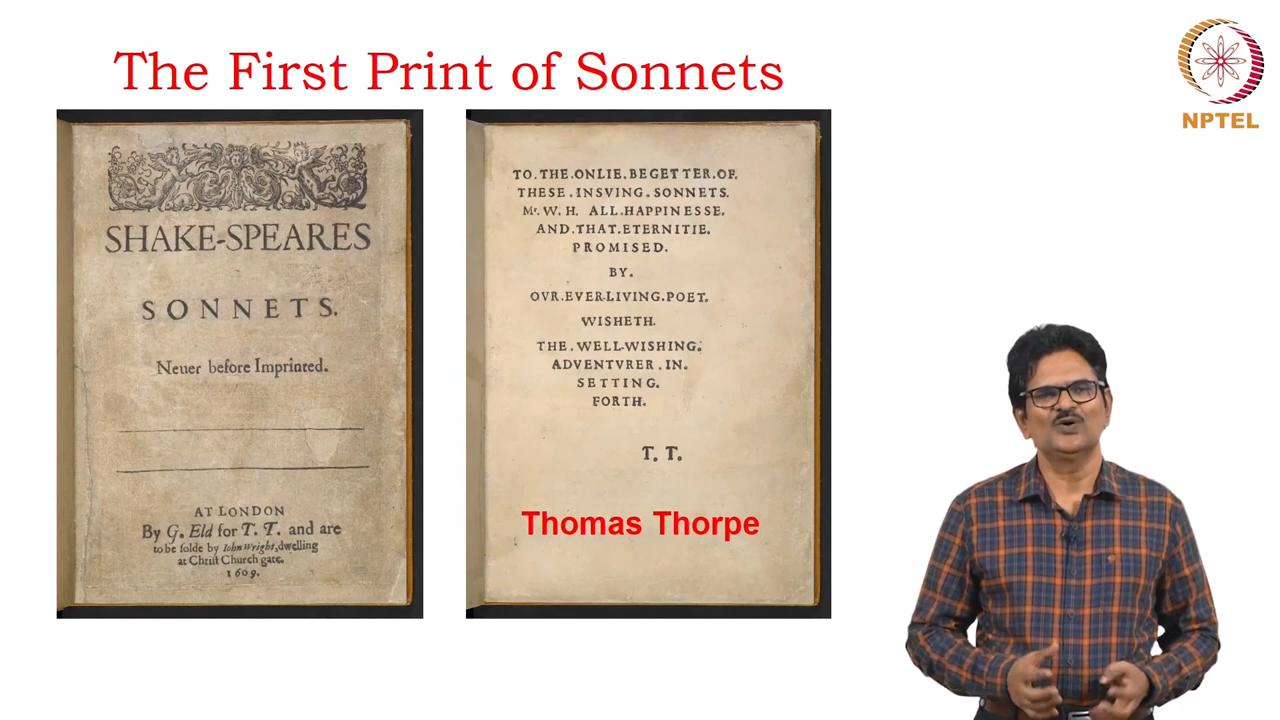 The First Print of Sonnets
NPTEL
SHAKE-SPEARES
SONNETS.
Neuer before Imprinted.
AT LONDON
By G. Eld for T. T. and are
to be solde by Iohn Wright, dwelling
at Christ Church gate.
1609.
TO.THE.ONLIE.BEGETTER.OF.
THESE.INSVING.SONNETS.
Mr. W. H. ALL.HAPPINESSE.
AND.THAT.ETERNITIE.
PROMISED.
BY.
OVR.EVER-LIVING.POET.
WISHETH.
THE.WELL-WISHING.
ADVENTVRER.IN.
SETTING.
FORTH.
T. T.
Thomas Thorpe